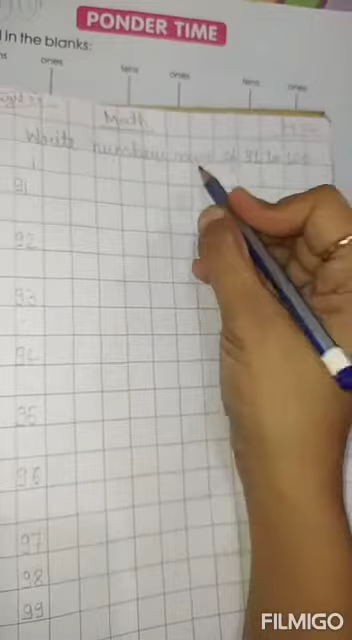 PONDER TIME
in the blanks:
ones
tens
ones
tens
ones
Math
Write number name of 91 to 100
91
92
93
94
95
96
97
98
99
FILMIGO